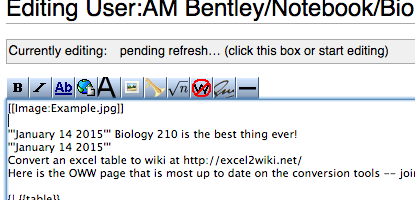 Editing User:AM Bentley/Notebook/Bio
Currently editing: pending refresh... (click this box or start editing)
B I Ab A √n W
[[Image:Example.jpg]]
'''January 14 2015''' Biology 210 is the best thing ever!
'''January 14 2015'''
Convert an excel table to wiki at http://excel2wiki.net/
Here is the OWW page that is most up to date on the conversion tools -- join
{| {{table}}